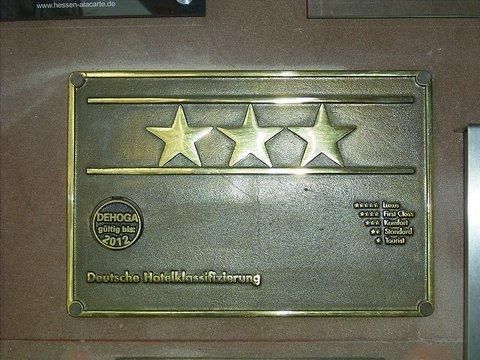 www.hessen-alacarte.de
DEHOGA
gültig bis:
2012
Luxus
First Class
Komfort
Standard
Tourist
Deutsche Hotelklassifizierung